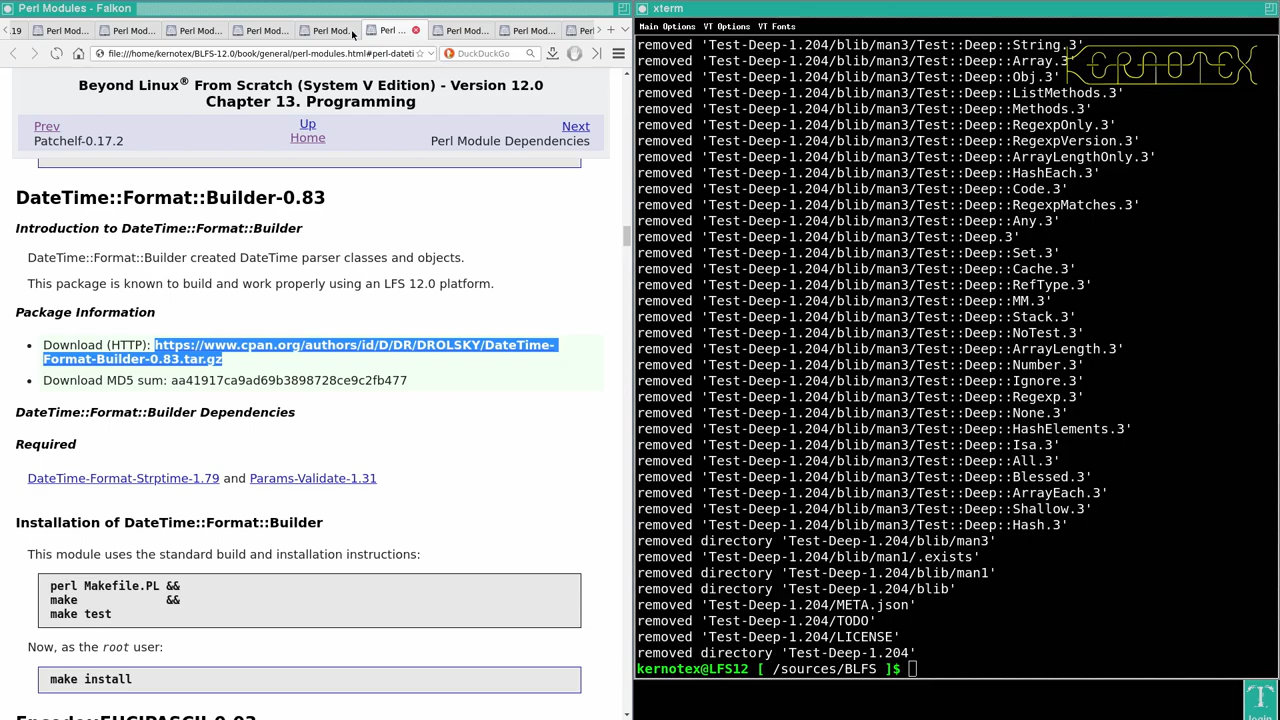 Perl Modules - Falkon
19
Perl Mod...
Perl Mod...
Perl Mod...
Perl Mod...
Perl Mod...
Perl ...
Perl Mod...
Perl Mod...
Perl
file:///home/kernotex/BLFS-12.0/book/general/perl-modules.html#perl-dateti
DuckDuckGo
Beyond Linux® From Scratch (System V Edition) - Version 12.0
Chapter 13. Programming
Prev
Patchelf-0.17.2
Up
Home
Next
Perl Module Dependencies
DateTime::Format::Builder-0.83
Introduction to DateTime::Format::Builder
DateTime::Format::Builder created DateTime parser classes and objects.
This package is known to build and work properly using an LFS 12.0 platform.
Package Information
• Download (HTTP): https://www.cpan.org/authors/id/D/DR/DROLSKY/DateTime-
Format-Builder-0.83.tar.gz
• Download MD5 sum: aa41917ca9ad69b3898728ce9c2fb477
DateTime::Format::Builder Dependencies
Required
DateTime-Format-Strptime-1.79 and Params-Validate-1.31
Installation of DateTime::Format::Builder
This module uses the standard build and installation instructions:
perl Makefile.PL &&
make &&
make test
Now, as the root user:
make install
Encode::EUCJPASCII-0.03
xterm
Main Options VT Options VT Fonts
removed 'Test-Deep-1.204/blib/man3/Test::Deep::String.3'
removed 'Test-Deep-1.204/blib/man3/Test::Deep::Array.3'
removed 'Test-Deep-1.204/blib/man3/Test::Deep::Obj.3'
removed 'Test-Deep-1.204/blib/man3/Test::Deep::ListMethods.3'
removed 'Test-Deep-1.204/blib/man3/Test::Deep::Methods.3'
removed 'Test-Deep-1.204/blib/man3/Test::Deep::RegexpOnly.3'
removed 'Test-Deep-1.204/blib/man3/Test::Deep::RegexpVersion.3'
removed 'Test-Deep-1.204/blib/man3/Test::Deep::ArrayLengthOnly.3'
removed 'Test-Deep-1.204/blib/man3/Test::Deep::HashEach.3'
removed 'Test-Deep-1.204/blib/man3/Test::Deep::Code.3'
removed 'Test-Deep-1.204/blib/man3/Test::Deep::RegexpMatches.3'
removed 'Test-Deep-1.204/blib/man3/Test::Deep::Any.3'
removed 'Test-Deep-1.204/blib/man3/Test::Deep.3'
removed 'Test-Deep-1.204/blib/man3/Test::Deep::Set.3'
removed 'Test-Deep-1.204/blib/man3/Test::Deep::Cache.3'
removed 'Test-Deep-1.204/blib/man3/Test::Deep::RefType.3'
removed 'Test-Deep-1.204/blib/man3/Test::Deep::MM.3'
removed 'Test-Deep-1.204/blib/man3/Test::Deep::Stack.3'
removed 'Test-Deep-1.204/blib/man3/Test::Deep::NoTest.3'
removed 'Test-Deep-1.204/blib/man3/Test::Deep::ArrayLength.3'
removed 'Test-Deep-1.204/blib/man3/Test::Deep::Number.3'
removed 'Test-Deep-1.204/blib/man3/Test::Deep::Ignore.3'
removed 'Test-Deep-1.204/blib/man3/Test::Deep::Regexp.3'
removed 'Test-Deep-1.204/blib/man3/Test::Deep::None.3'
removed 'Test-Deep-1.204/blib/man3/Test::Deep::HashElements.3'
removed 'Test-Deep-1.204/blib/man3/Test::Deep::Isa.3'
removed 'Test-Deep-1.204/blib/man3/Test::Deep::All.3'
removed 'Test-Deep-1.204/blib/man3/Test::Deep::Blessed.3'
removed 'Test-Deep-1.204/blib/man3/Test::Deep::ArrayEach.3'
removed 'Test-Deep-1.204/blib/man3/Test::Deep::Shallow.3'
removed 'Test-Deep-1.204/blib/man3/Test::Deep::Hash.3'
removed directory 'Test-Deep-1.204/blib/man3'
removed 'Test-Deep-1.204/blib/man1/.exists'
removed directory 'Test-Deep-1.204/blib/man1'
removed directory 'Test-Deep-1.204/blib'
removed 'Test-Deep-1.204/META.json'
removed 'Test-Deep-1.204/TODO'
removed 'Test-Deep-1.204/LICENSE'
removed directory 'Test-Deep-1.204'
kernotex@LFS12 [ /sources/BLFS ]$
KERNOTEX
login